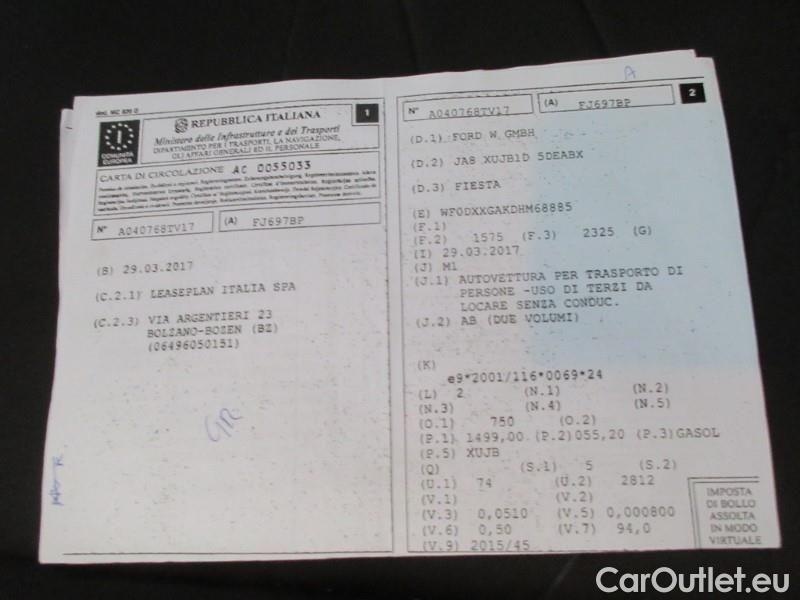 REPUBBLICA ITALIANA
1
Ministero delle Infrastrutture e dei Trasporti
DIPARTIMENTO PER I TRASPORTI, LA NAVIGAZIONE,
GLI AFFARI GENERALI ED IL PERSONALE
COMUNITÀ
EUROPEA
CARTA DI CIRCOLAZIONE AC 0055033
N° A040768TV17 (A) FJ697BP
(B) 29.03.2017
(C.2.1) LEASEPLAN ITALIA SPA
(C.2.3) VIA ARGENTIERI 23
BOLZANO-BOZEN (BZ)
(06496050151)
A
N° A040768TV17 (A) FJ697BP
2
(D.1) FORD W. GMBH
(D.2) JA8 XUJB1D 5DEABX
(D.3) FIESTA
(E) WF0DXXGAKDHM68885
(F.1)
(F.2) 1575 (F.3) 2325 (G)
(I) 29.03.2017
(J) M1
(J.1) AUTOVETTURA PER TRASPORTO DI
PERSONE -USO DI TERZI DA
LOCARE SENZA CONDUC.
(J.2) AB (DUE VOLUMI)
(K)
e9*2001/116*0069*24
(L) 2 (N.1) (N.2)
(N.3) (N.4) (N.5)
(O.1) 750 (O.2)
(P.1) 1499,00 (P.2)055,20 (P.3)GASOL
(P.5) XUJB
(Q) (S.1) 5 (S.2)
(U.1) 74 (U.2) 2812
(V.1) (V.2)
(V.3) 0,0510 (V.5) 0,000800
(V.6) 0,50 (V.7) 94,0
(V.9) 2015/45
IMPOSTA
DI BOLLO
ASSOLTA
IN MODO
VIRTUALE
CarOutlet.eu